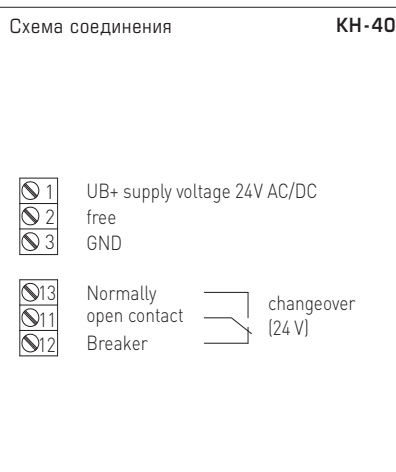 Схема соединения KH-40
1 UB+ supply voltage 24V AC/DC
2 free
3 GND
13 Normally
11 open contact
12 Breaker
changeover
(24 V)